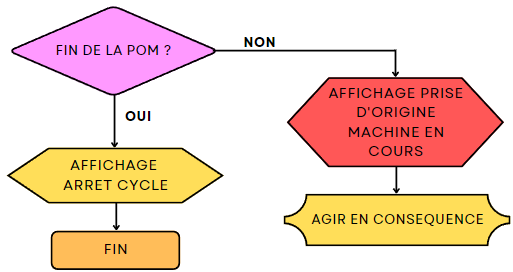 FIN DE LA POM ?
NON
OUI
AFFICHAGE PRISE
D'ORIGINE
MACHINE EN
COURS
AFFICHAGE
ARRET CYCLE
AGIR EN CONSEQUENCE
FIN